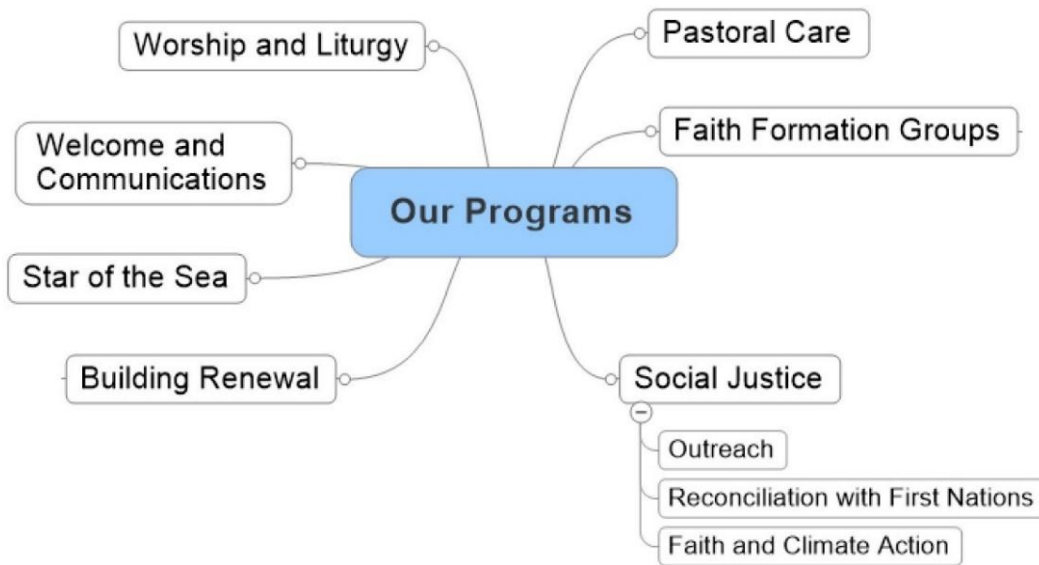 Worship and Liturgy
Pastoral Care
Faith Formation Groups
Welcome and
Communications
Our Programs
Star of the Sea
Building Renewal
Social Justice
Outreach
Reconciliation with First Nations
Faith and Climate Action